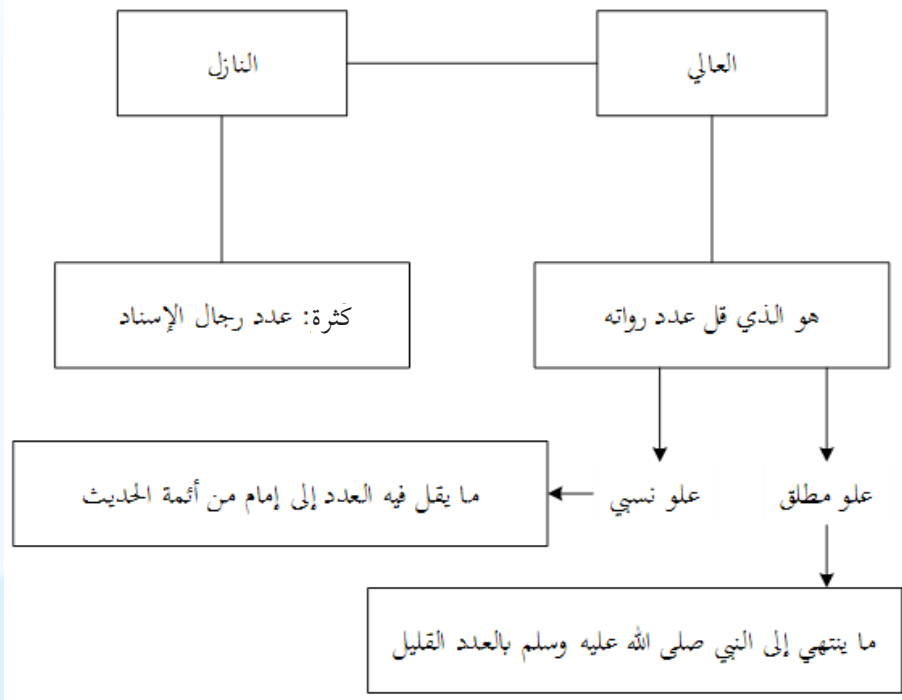 العالي
النازل
هو الذي قل عدد رواته
كَثرة: عدد رجال الإسناد
علو مطلق
علو نسبي
ما يقل فيه العدد إلى إمام من أئمة الحديث
ما ينتهي إلى النبي صلى الله عليه وسلم بالعدد القليل